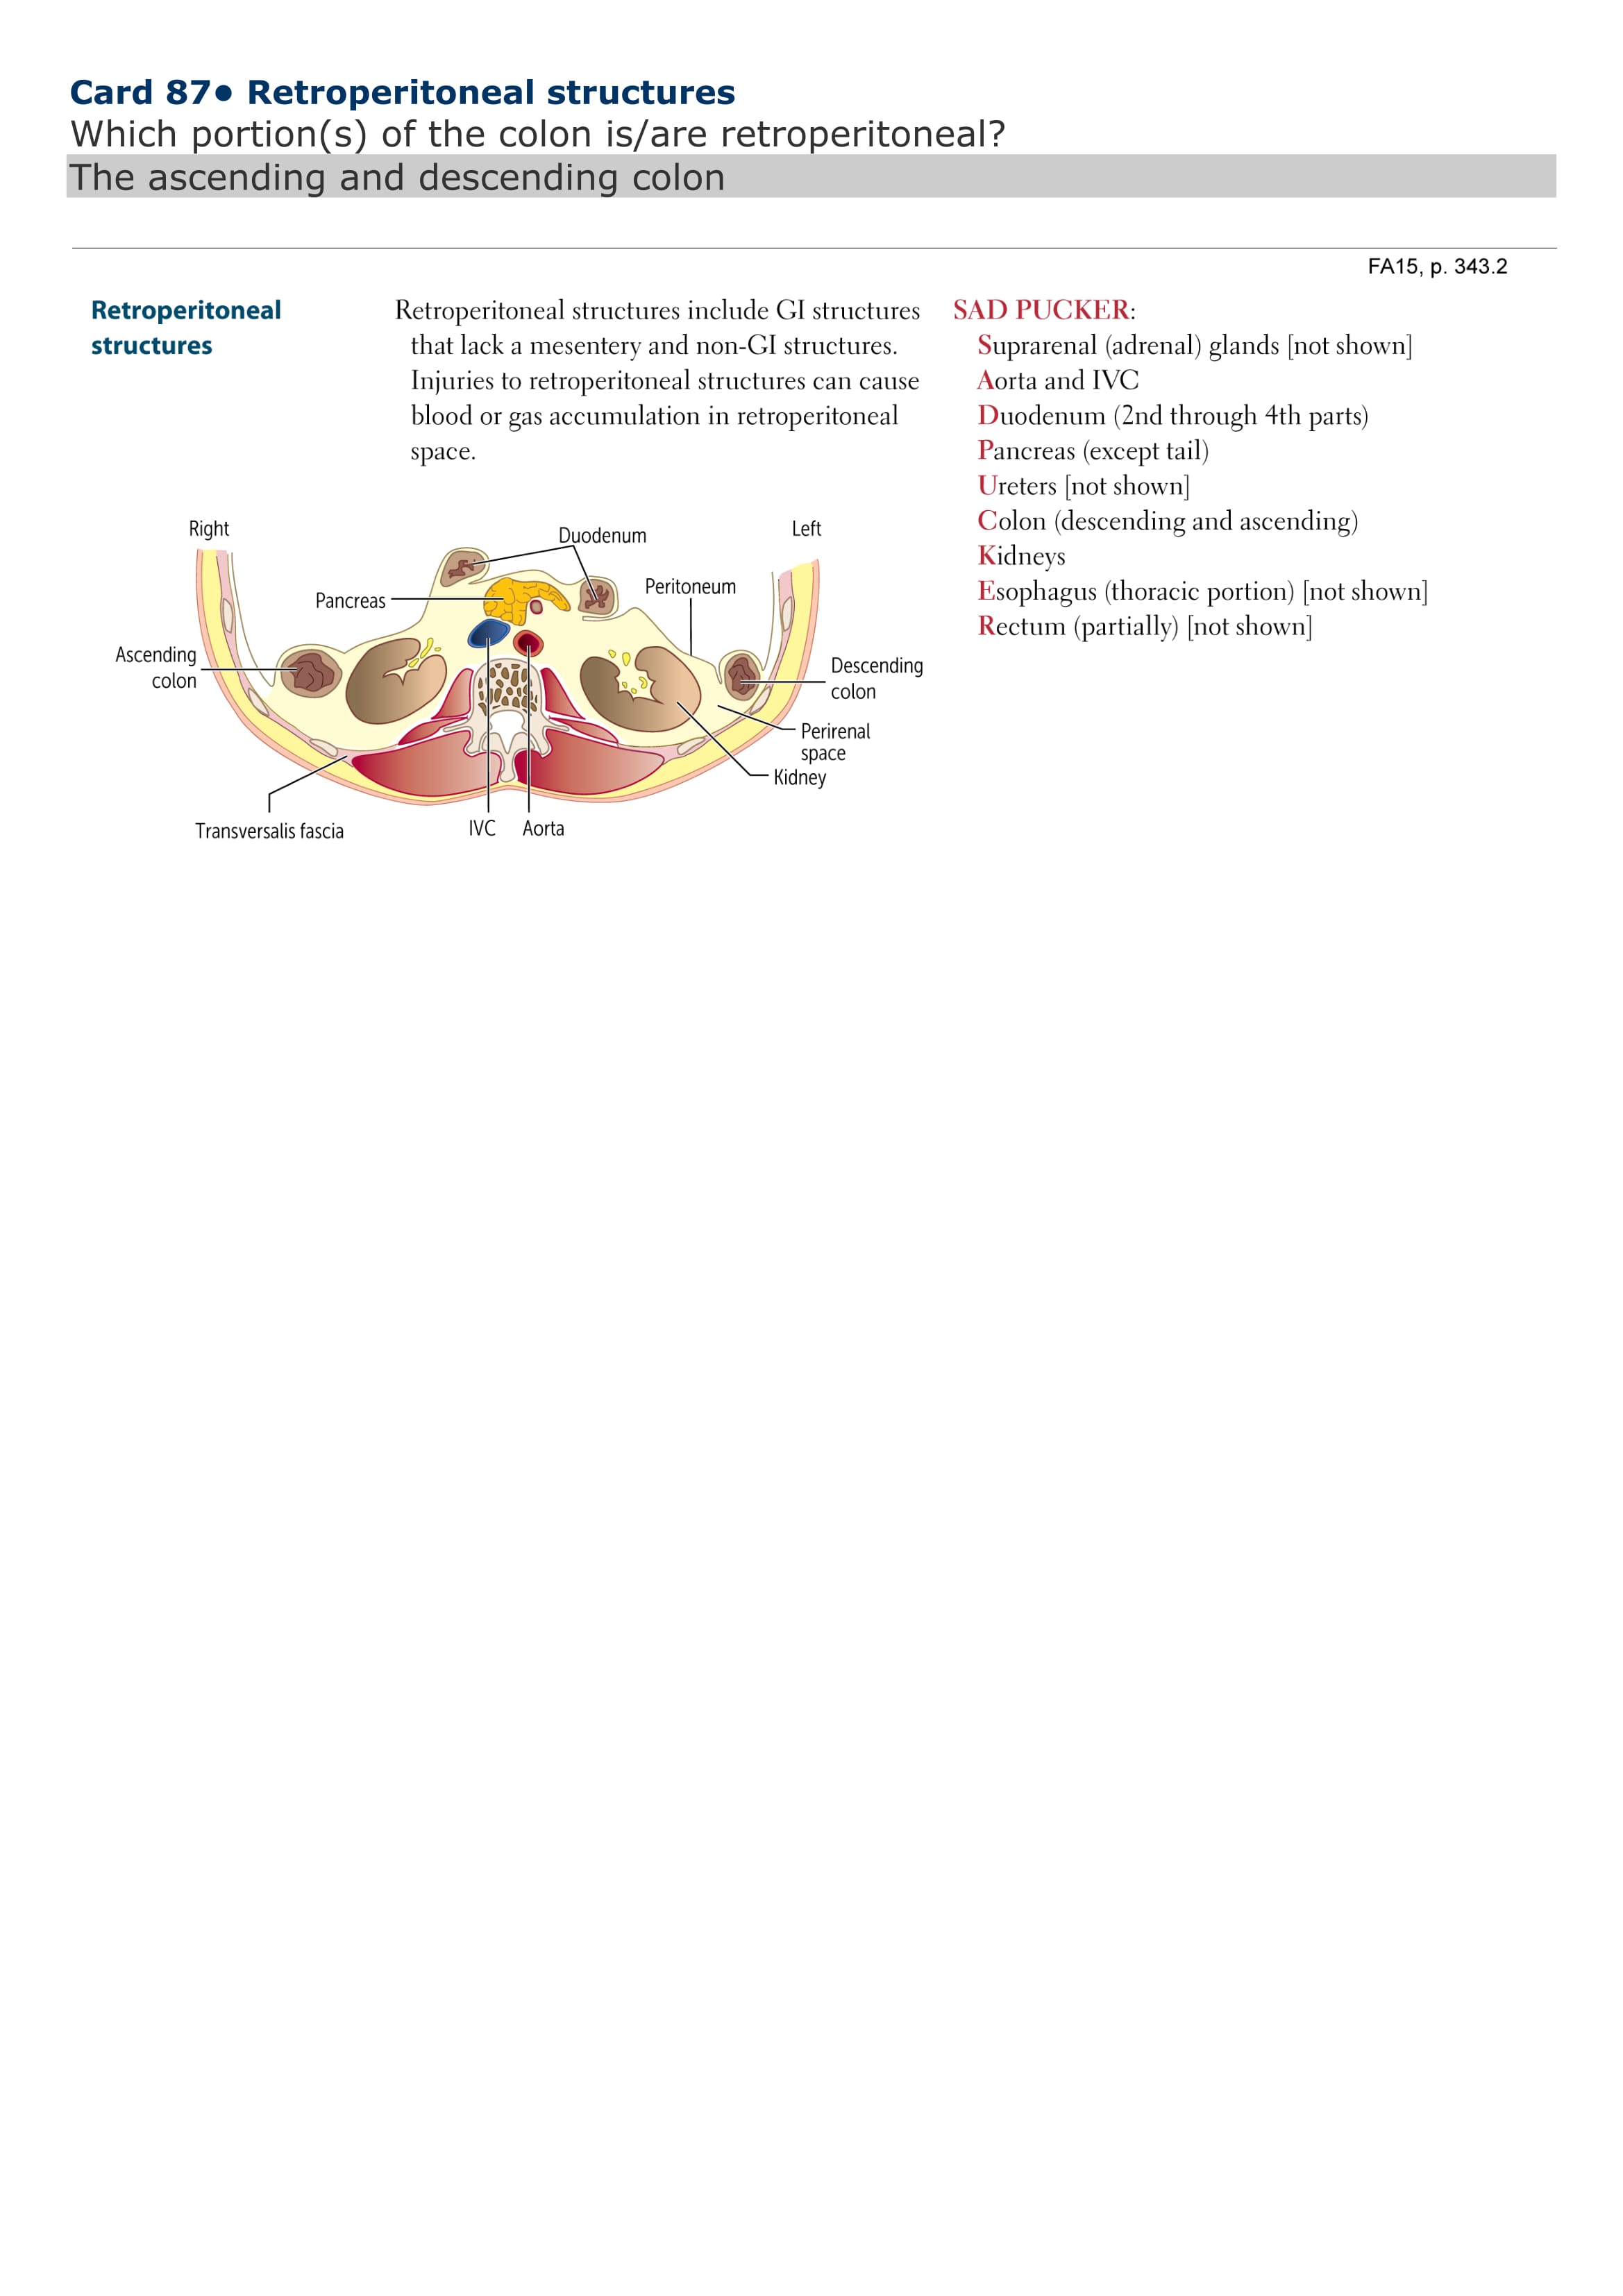 Card 87● Retroperitoneal structures
Which portion(s) of the colon is/are retroperitoneal?
The ascending and descending colon
FA15, p. 343.2
Retroperitoneal
structures
Retroperitoneal structures include GI structures
that lack a mesentery and non-GI structures.
Injuries to retroperitoneal structures can cause
blood or gas accumulation in retroperitoneal
space.
SAD PUCKER:
Suprarenal (adrenal) glands [not shown]
Aorta and IVC
Duodenum (2nd through 4th parts)
Pancreas (except tail)
Ureters [not shown]
Colon (descending and ascending)
Kidneys
Esophagus (thoracic portion) [not shown]
Rectum (partially) [not shown]
Right
Duodenum
Left
Pancreas
Peritoneum
Ascending
colon
Descending
colon
Perirenal
space
Kidney
Transversalis fascia
IVC
Aorta